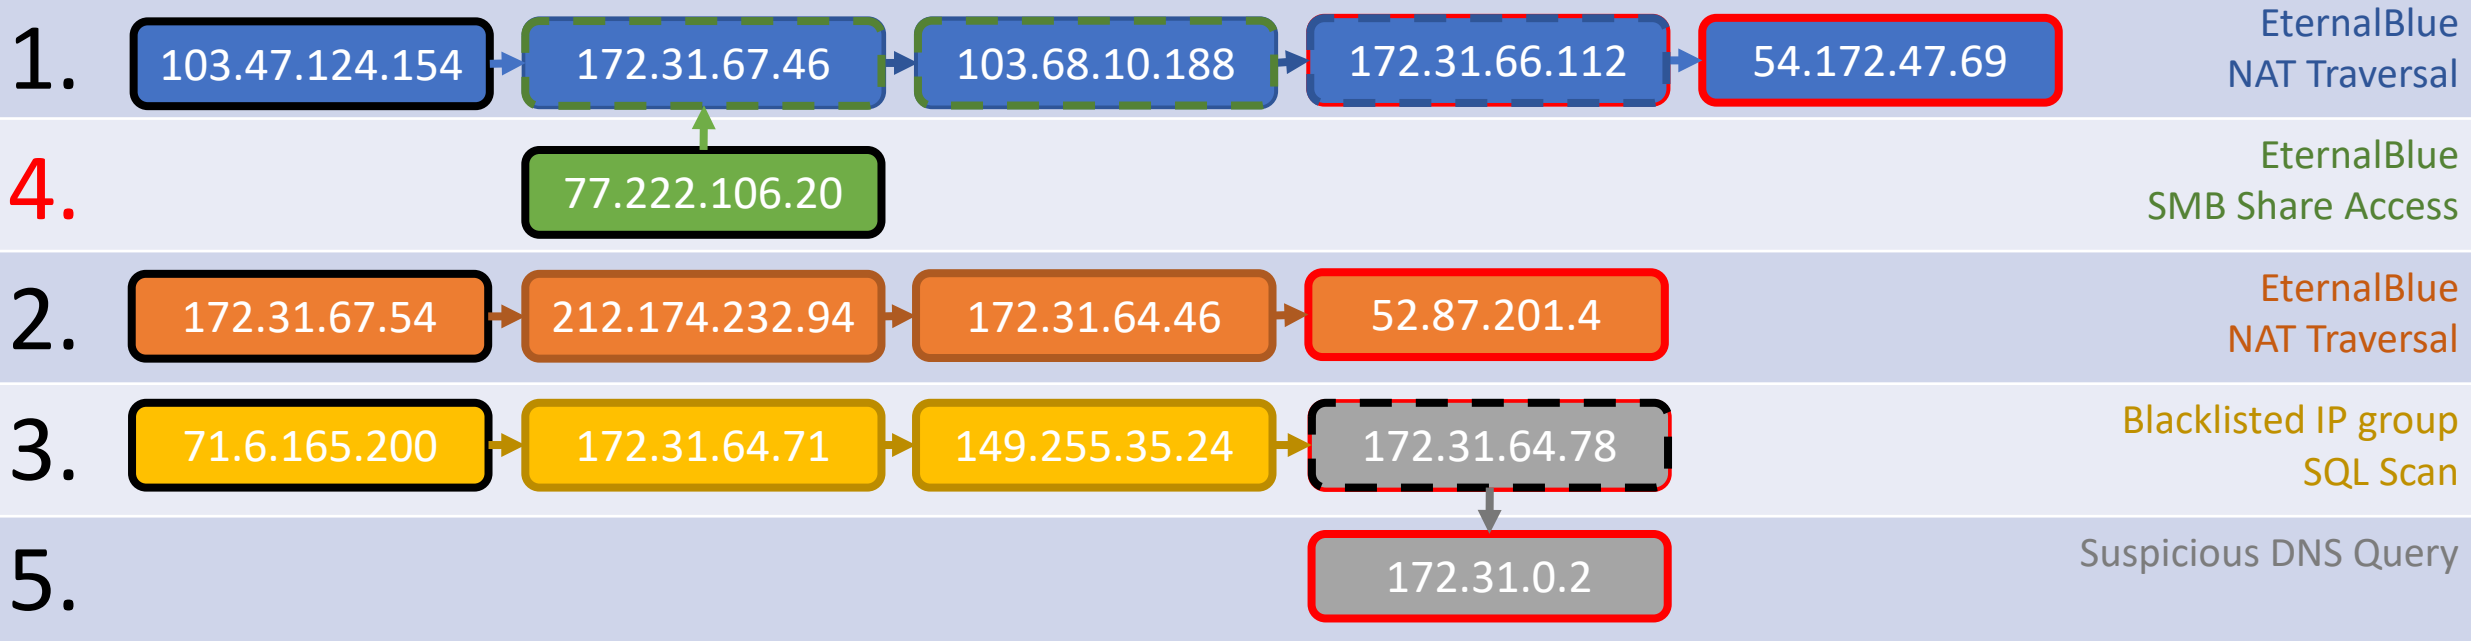 1. 103.47.124.154 172.31.67.46 103.68.10.188 172.31.66.112 54.172.47.69 EternalBlue
NAT Traversal
4. 77.222.106.20 EternalBlue
SMB Share Access
2. 172.31.67.54 212.174.232.94 172.31.64.46 52.87.201.4 EternalBlue
NAT Traversal
3. 71.6.165.200 172.31.64.71 149.255.35.24 172.31.64.78 Blacklisted IP group
SQL Scan
5. 172.31.0.2 Suspicious DNS Query